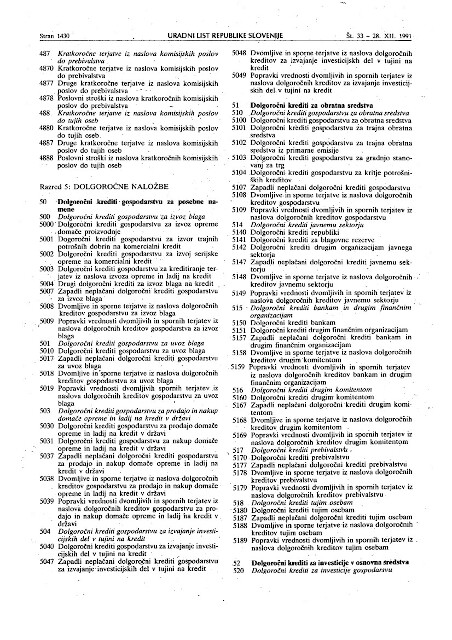 Stran 1430 URADNI LIST REPUBLIKE SLOVENIJE Št. 33 – 28. XII. 1991
487 Kratkoročne terjatve iz naslova komisijskih poslov
do prebivalstva
4870 Kratkoročne terjatve iz naslova komisijskih poslov
do prebivalstva
4877 Druge kratkoročne terjatve iz naslova komisijskih
poslov do prebivalstva
4878 Poslovni stroški iz naslova kratkoročnih komisijskih
poslov do prebivalstva
488 Kratkoročne terjatve iz naslova komisijskih poslov
do tujih oseb
4880 Kratkoročne terjatve iz naslova komisijskih poslov
do tujih oseb
4887 Druge kratkoročne terjatve iz naslova komisijskih
poslov do tujih oseb
4888 Poslovni stroški iz naslova kratkoročnih komisijskih
poslov do tujih oseb
Razred 5: DOLGOROČNE NALOŽBE
50 Dolgoročni krediti gospodarstvu za posebne na-
mene
500 Dolgoročni krediti gospodarstvu za izvoz blaga
5000 Dolgoročni krediti gospodarstvu za izvoz opreme
domače proizvodnje
5001 Dogoročni krediti gospodarstvu za izvor trajnih
potrošnih dobrin na komercialni kredit
5002 Dolgoročni krediti gospodarstvu za izvoj serijske
opreme na komercialni kredit
5003 Dolgoročni krediti gospodarstvu za kreditiranje ter-
jatev iz naslova izvoza opreme in ladij na kredit
5004 Drugi dolgoročni krediti za izvoz blaga na kredit
5007 Zapadli neplačani dolgoročni krediti gospodarstvu
za izvoz blaga
5008 Dvomljive in sporne terjatve iz naslova dolgoročnih
kreditov gospodarstvu za izvoz blaga
5009 Popravki vrednosti dvomljivih in spornih terjatev iz
naslova dolgoročnih kreditov gospodarstvu za izvoz
blaga
501 Dolgoročni krediti gospodarstvu za uvoz blaga
5010 Dolgoročni krediti gospodarstvu za uvoz blaga
5017 Zapadli neplačani dolgoročni krediti gospodarstvu
za uvoz blaga
5018 Dvomljive in sporne terjatve iz naslova dolgoročnih
kreditov gospodarstvu za uvoz blaga
5019 Popravki vrednosti dvomljivih in spornih terjatev iz
naslova dolgoročnih kreditov gospodarstvu za uvoz
blaga
503 Dolgoročni krediti gospodarstvu za prodajo in nakup
domače opreme in ladij na kredit v državi
5030 Dolgoročni krediti gospodarstvu za prodajo domače
opreme in ladij na kredit v državi
5031 Dolgoročni krediti gospodarstvu za nakup domače
opreme in ladij na kredit v državi
5037 Zapadli neplačani dolgoročni krediti gospodarstvu
za prodajo in nakup domače opreme in ladij na
kredit v državi
5038 Dvomljive in sporne terjatve iz naslova dolgoročnih
kreditov gospodarstvu za prodajo in nakup domače
opreme in ladij na kredit v državi
5039 Popravki vrednosti dvomljivih in spornih terjatev iz
naslova dolgoročnih kreditov gospodarstvu za pro-
dajo in nakup domače opreme in ladij na kredit v
državi
504 Dolgoročni krediti gospodarstvu za izvajanje investi-
cijskih del v tujini na kredit
5040 Dolgoročni krediti gospodarstvu za izvajanje investi-
cijskih del v tujini na kredit
5047 Zapadli neplačani dolgoročni krediti gospodarstvu
za izvajanje investicijskih del v tujini na kredit
5048 Dvomljive in sporne terjatve iz naslova dolgoročnih
kreditov za izvajanje investicijskih del v tujini na
kredit
5049 Popravki vrednosti dvomljivih in spornih terjatev iz
naslova dolgoročnih kreditov za izvajanje investicij-
skih del v tujini na kredit
51 Dolgoročni krediti za obratna sredstva
510 Dolgoročni krediti gospodarstvu za obratna sredstva
5100 Dolgoročni krediti gospodarstvu za obratna sredstva
5101 Dolgoročni krediti gospodarstvu za trajna obratna
sredstva
5102 Dolgoročni krediti gospodarstvu za trajna obratna
sredstva iz primarne emisije
5103 Dolgoročni krediti gospodarstvu za gradnjo stano-
vanj za trg
5104 Dolgoročni krediti gospodarstvu za kritje potrošni-
ških kreditov
5107 Zapadli neplačani dolgoročni krediti gospodarstvu
5108 Dvomljive in sporne terjatve iz naslova dolgoročnih
kreditov gospodarstvu
5109 Popravki vrednosti dvomljivih in spornih terjatev iz
naslova dolgoročnih kreditov gospodarstvu
514 Dolgoročni krediti javnemu sektorju
5140 Dolgoročni krediti republiki
5141 Dolgoročni krediti za blagovne rezerve
5142 Dolgoročni krediti drugim organizacijam javnega
sektorja
5147 Zapadli neplačani dolgoročni krediti javnemu sek-
torju
5148 Dvomljive in sporne terjatve iz naslova dolgoročnih
kreditov javnemu sektorju
5149 Popravki vrednosti dvomljivih in spornih terjatev iz
naslova dolgoročnih kreditov javnemu sektorju
515 Dolgoročni krediti bankam in drugim finančnim
organizacijam
5150 Dolgoročni krediti bankam
5151 Dolgoročni krediti drugim finančnim organizacijam
5157 Zapadli neplačani dolgoročni krediti bankam in
drugim finančnim organizacijam
5158 Dvomljive in sporne terjatve iz naslova dolgoročnih
kreditov drugim komitentom
5159 Popravki vrednosti dvomljivih in spornih terjatev
iz naslova dolgoročnih kreditov bankam in drugim
finančnim organizacijam
516 Dolgoročni krediti drugim komitentom
5160 Dolgoročni krediti drugim komitentom
5167 Zapadli neplačani dolgoročni krediti drugim komi-
tentom
5168 Dvomljive in sporne terjatve iz naslova dolgoročnih
kreditov drugim komitentom
5169 Popravki vrednosti dvomljivih in spornih terjatev iz
naslova dolgoročnih kreditov drugim komitentom
517 Dolgoročni krediti prebivalstvu
5170 Dolgoročni krediti prebivalstvu
5177 Zapadli neplačani dolgoročni krediti prebivalstvu
5178 Dvomljive in sporne terjatve iz naslova dolgoročnih
kreditov prebivalstvu
5179 Popravki vrednosti dvomljivih in spornih terjatev iz
naslova dolgoročnih kreditov prebivalstvu
518 Dolgoročni krediti tujim osebam
5180 Dolgoročni krediti tujim osebam
5187 Zapadli neplačani dolgoročni krediti tujim osebam
5188 Dvomljive in sporne terjatve iz naslova dolgoročnih
kreditov tujim osebam
5189 Popravki vrednosti dvomljivih in spornih terjatev iz
naslova dolgoročnih kreditov tujim osebam
52 Dolgoročni krediti za investicije v osnovna sredstva
520 Dolgoročni krediti za investicije gospodarstvu